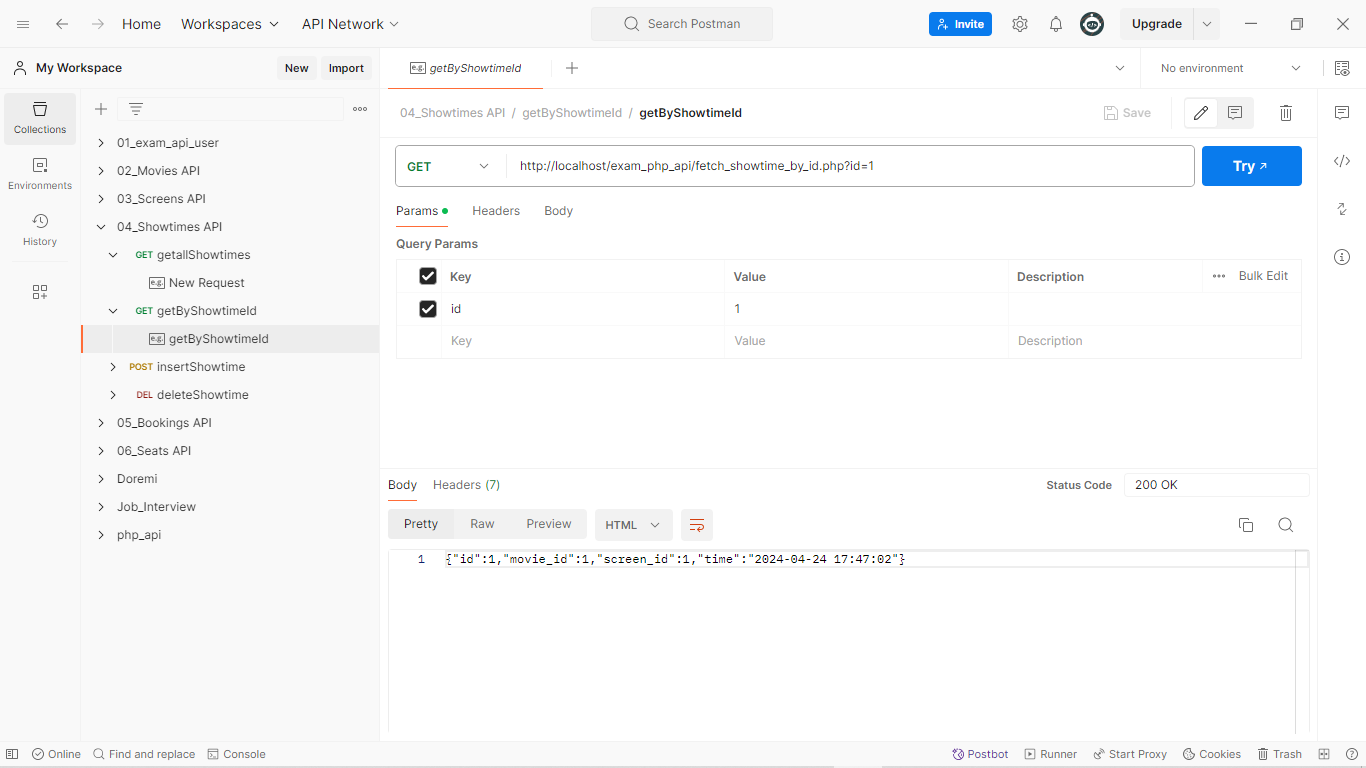 Home Workspaces API Network Search Postman Invite Upgrade
My Workspace New Import
getByShowtimeId No environment
Collections
Environments
History
01_exam_api_user
02_Movies API
03_Screens API
04_Showtimes API
GET getallShowtimes
e.g. New Request
GET getByShowtimeId
e.g. getByShowtimeId
POST insertShowtime
DEL deleteShowtime
05_Bookings API
06_Seats API
Doremi
Job_Interview
php_api
04_Showtimes API / getByShowtimeId / getByShowtimeId Save
GET http://localhost/exam_php_api/fetch_showtime_by_id.php?id=1 Try
Params Headers Body
Query Params
Key Value Description Bulk Edit
id 1
Key Value Description
Body Headers (7) Status Code 200 OK
Pretty Raw Preview HTML
1 {"id":1,"movie_id":1,"screen_id":1,"time":"2024-04-24 17:47:02"}
Online Find and replace Console Postbot Runner Start Proxy Cookies Trash